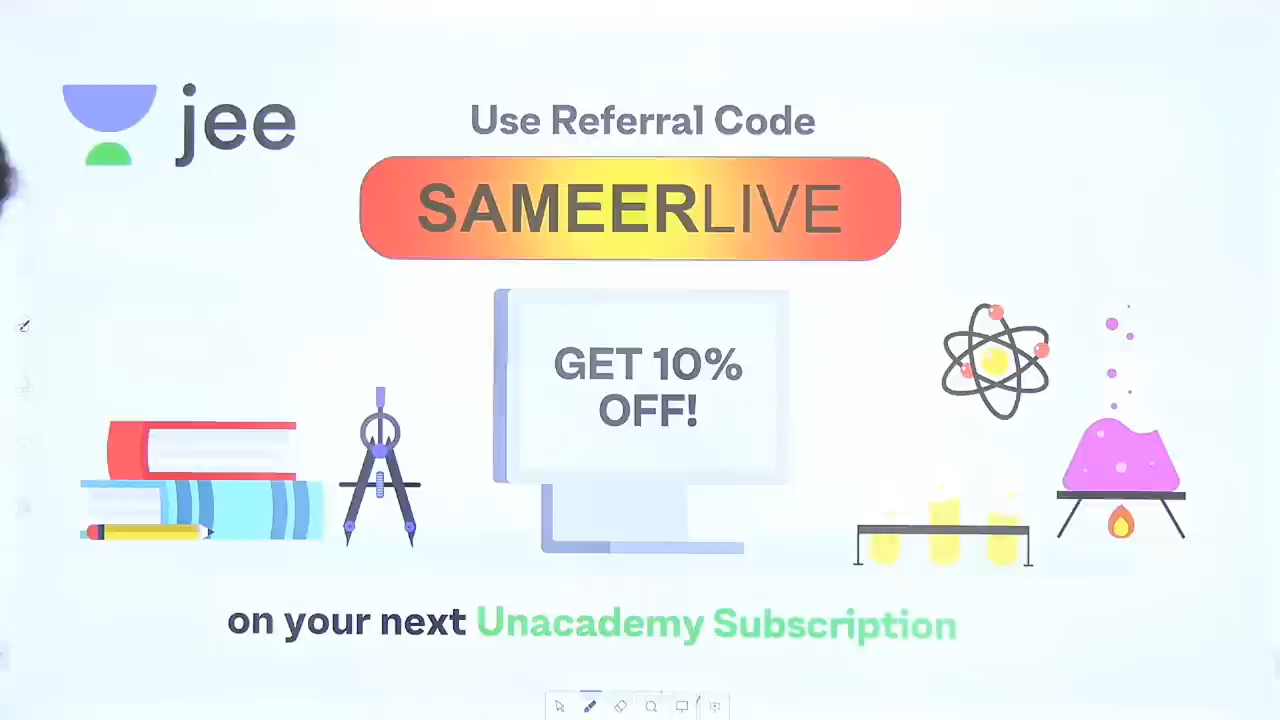 jee
Use Referral Code
SAMEERLIVE
GET 10%
OFF!
on your next Unacademy Subscription